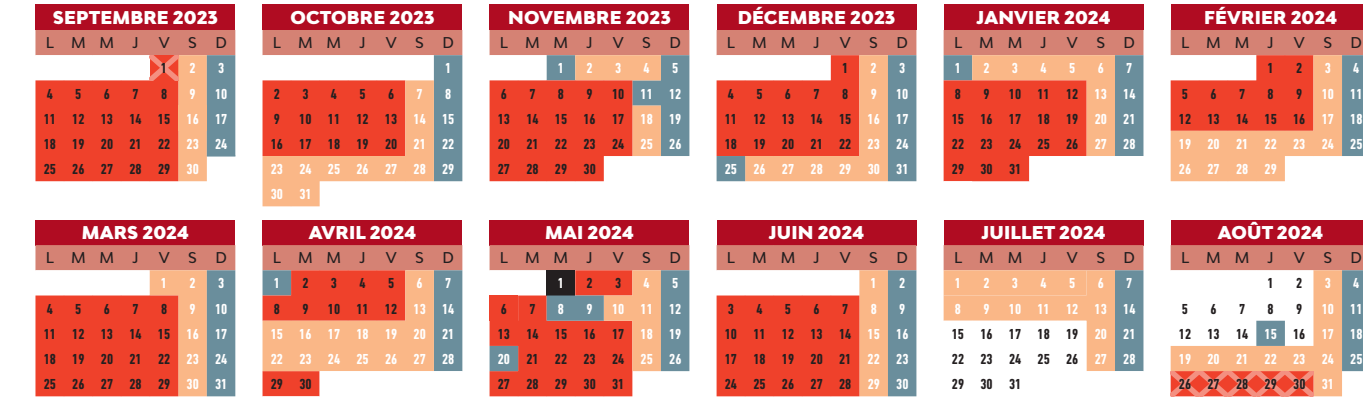 SEPTEMBRE 2023
L M M J V S D
1 2 3
4 5 6 7 8 9 10
11 12 13 14 15 16 17
18 19 20 21 22 23 24
25 26 27 28 29 30
OCTOBRE 2023
L M M J V S D
1
2 3 4 5 6 7 8
9 10 11 12 13 14 15
16 17 18 19 20 21 22
23 24 25 26 27 28 29
30 31
NOVEMBRE 2023
L M M J V S D
1 2 3 4 5
6 7 8 9 10 11 12
13 14 15 16 17 18 19
20 21 22 23 24 25 26
27 28 29 30
DÉCEMBRE 2023
L M M J V S D
1 2 3
4 5 6 7 8 9 10
11 12 13 14 15 16 17
18 19 20 21 22 23 24
25 26 27 28 29 30 31
JANVIER 2024
L M M J V S D
1 2 3 4 5 6 7
8 9 10 11 12 13 14
15 16 17 18 19 20 21
22 23 24 25 26 27 28
29 30 31
FÉVRIER 2024
L M M J V S D
1 2 3 4
5 6 7 8 9 10 11
12 13 14 15 16 17 18
19 20 21 22 23 24 25
26 27 28 29
MARS 2024
L M M J V S D
1 2 3
4 5 6 7 8 9 10
11 12 13 14 15 16 17
18 19 20 21 22 23 24
25 26 27 28 29 30 31
AVRIL 2024
L M M J V S D
1 2 3 4 5 6 7
8 9 10 11 12 13 14
15 16 17 18 19 20 21
22 23 24 25 26 27 28
29 30
MAI 2024
L M M J V S D
1 2 3 4 5
6 7 8 9 10 11 12
13 14 15 16 17 18 19
20 21 22 23 24 25 26
27 28 29 30 31
JUIN 2024
L M M J V S D
1 2
3 4 5 6 7 8 9
10 11 12 13 14 15 16
17 18 19 20 21 22 23
24 25 26 27 28 29 30
JUILLET 2024
L M M J V S D
1 2 3 4 5 6 7
8 9 10 11 12 13 14
15 16 17 18 19 20 21
22 23 24 25 26 27 28
29 30 31
AOÛT 2024
L M M J V S D
1 2 3 4
5 6 7 8 9 10 11
12 13 14 15 16 17 18
19 20 21 22 23 24 25
26 27 28 29 30 31